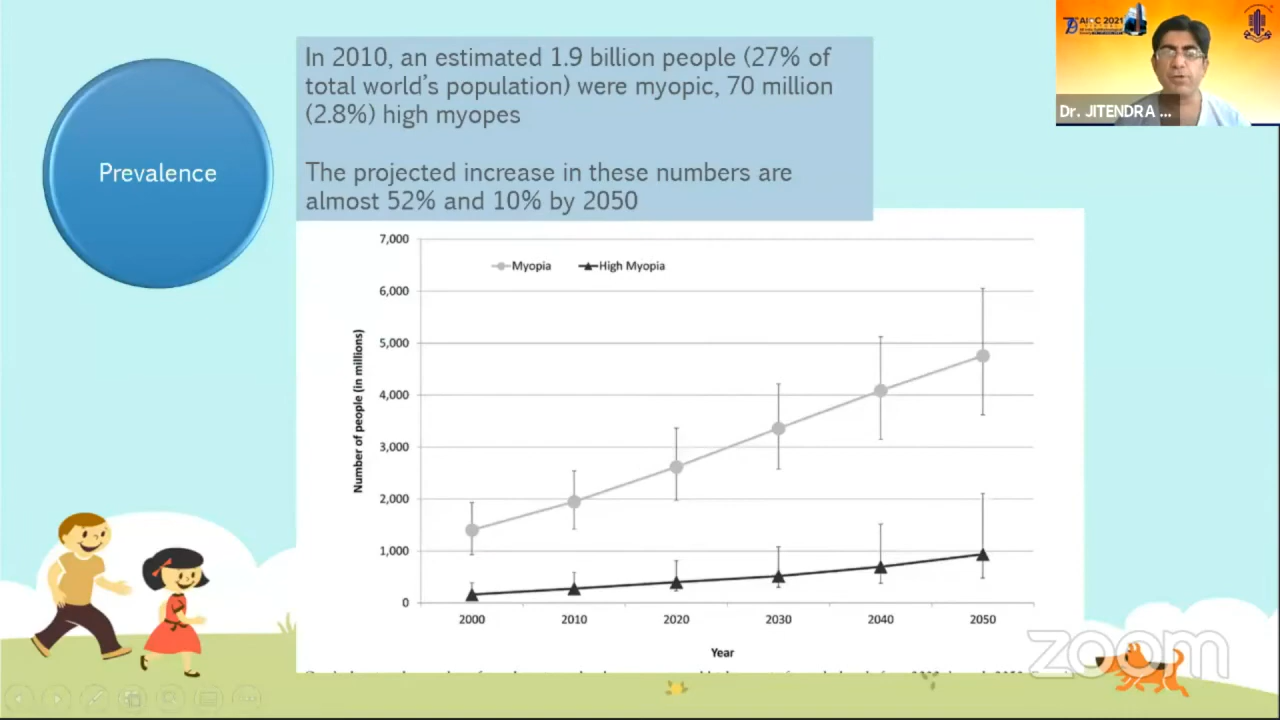 In 2010, an estimated 1.9 billion people (27% of
total world's population) were myopic, 70 million
(2.8%) high myopes
The projected increase in these numbers are
almost 52% and 10% by 2050
Prevalence
AIOC 2021
Dr. JITENDRA ...
Myopia
High Myopia
Number of people (in millions)
7,000
6,000
5,000
4,000
3,000
2,000
1,000
0
2000 2010 2020 2030 2040 2050
Year
zoom